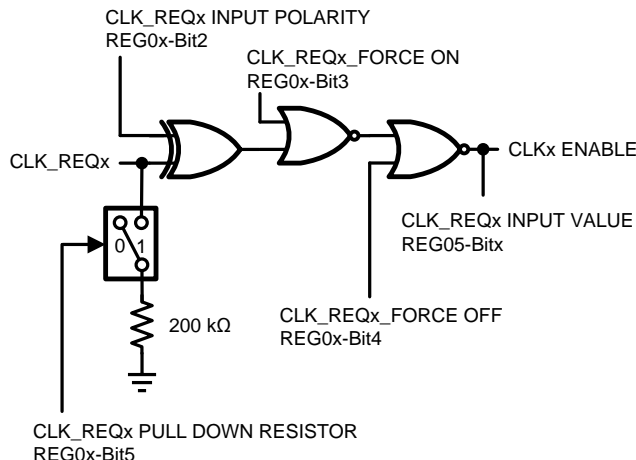 CLK_REQx INPUT POLARITY
REG0x-Bit2
CLK_REQx_FORCE ON
REG0x-Bit3
CLK_REQx
CLKx ENABLE
CLK_REQx INPUT VALUE
REG05-Bitx
0 1
200 kΩ
CLK_REQx_FORCE OFF
REG0x-Bit4
CLK_REQx PULL DOWN RESISTOR
REG0x-Bit5